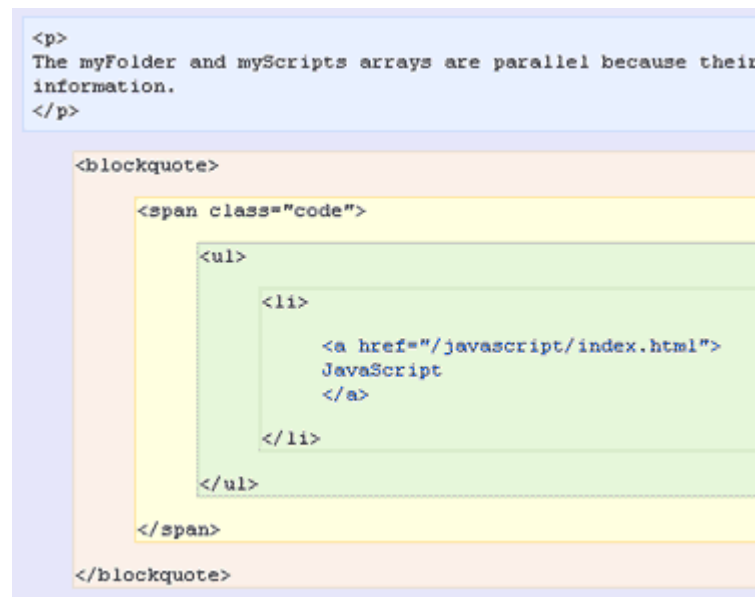 <p>
The myFolder and myScripts arrays are parallel because their
information.
</p>
<blockquote>
<span class="code">
<ul>
<li>
<a href="/javascript/index.html">
JavaScript
</a>
</li>
</ul>
</span>
</blockquote>